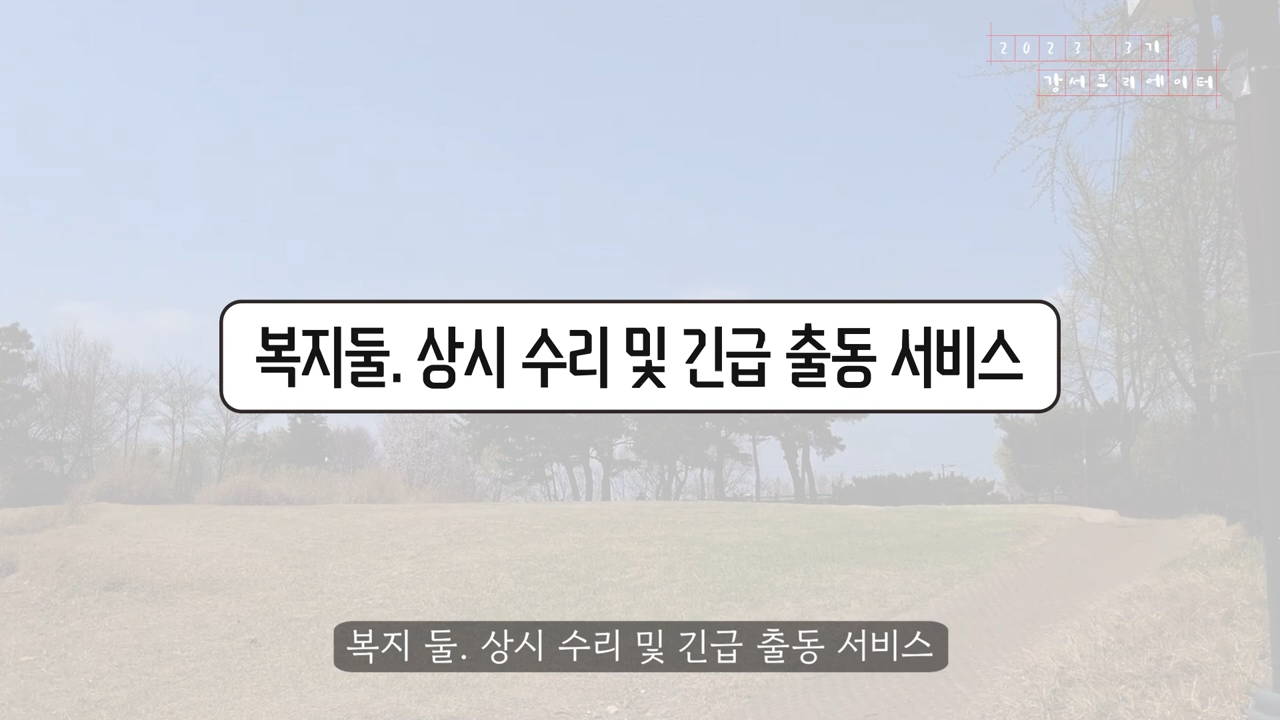 2023 3기
강서크리에이터
복지둘. 상시 수리 및 긴급 출동 서비스
복지 둘. 상시 수리 및 긴급 출동 서비스